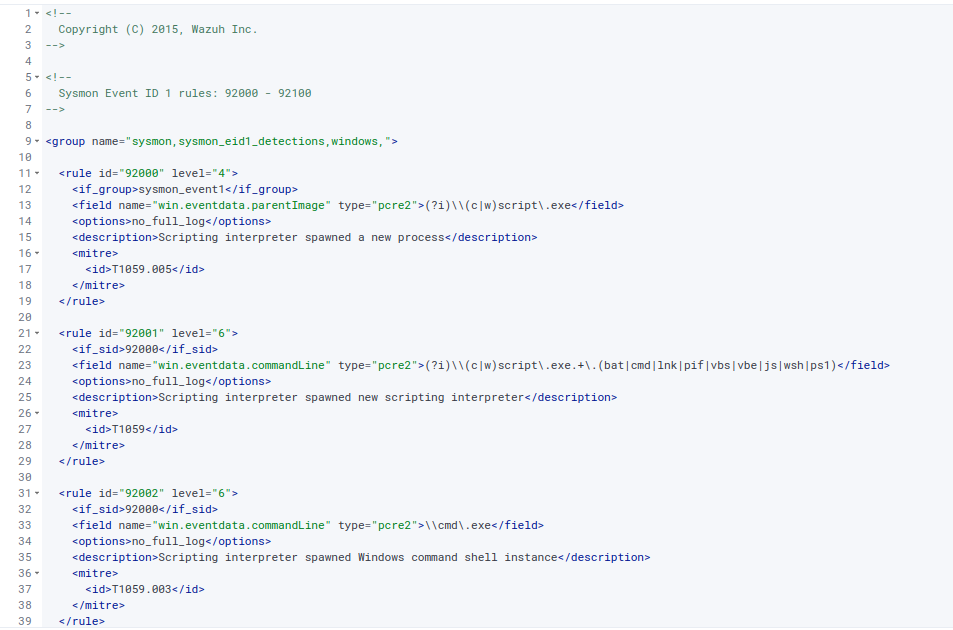 1 <!--
2   Copyright (C) 2015, Wazuh Inc.
3 -->
4
5 <!--
6   Sysmon Event ID 1 rules: 92000 - 92100
7 -->
8
9 <group name="sysmon,sysmon_eid1_detections,windows,">
10
11   <rule id="92000" level="4">
12     <if_group>sysmon_event1</if_group>
13     <field name="win.eventdata.parentImage" type="pcre2">(?i)\\(c|w)script\.exe</field>
14     <options>no_full_log</options>
15     <description>Scripting interpreter spawned a new process</description>
16     <mitre>
17       <id>T1059.005</id>
18     </mitre>
19   </rule>
20
21   <rule id="92001" level="6">
22     <if_sid>92000</if_sid>
23     <field name="win.eventdata.commandLine" type="pcre2">(?i)\\(c|w)script\.exe.+\.(bat|cmd|lnk|pif|vbs|vbe|js|wsh|ps1)</field>
24     <options>no_full_log</options>
25     <description>Scripting interpreter spawned new scripting interpreter</description>
26     <mitre>
27       <id>T1059</id>
28     </mitre>
29   </rule>
30
31   <rule id="92002" level="6">
32     <if_sid>92000</if_sid>
33     <field name="win.eventdata.commandLine" type="pcre2">\\cmd\.exe</field>
34     <options>no_full_log</options>
35     <description>Scripting interpreter spawned Windows command shell instance</description>
36     <mitre>
37       <id>T1059.003</id>
38     </mitre>
39   </rule>